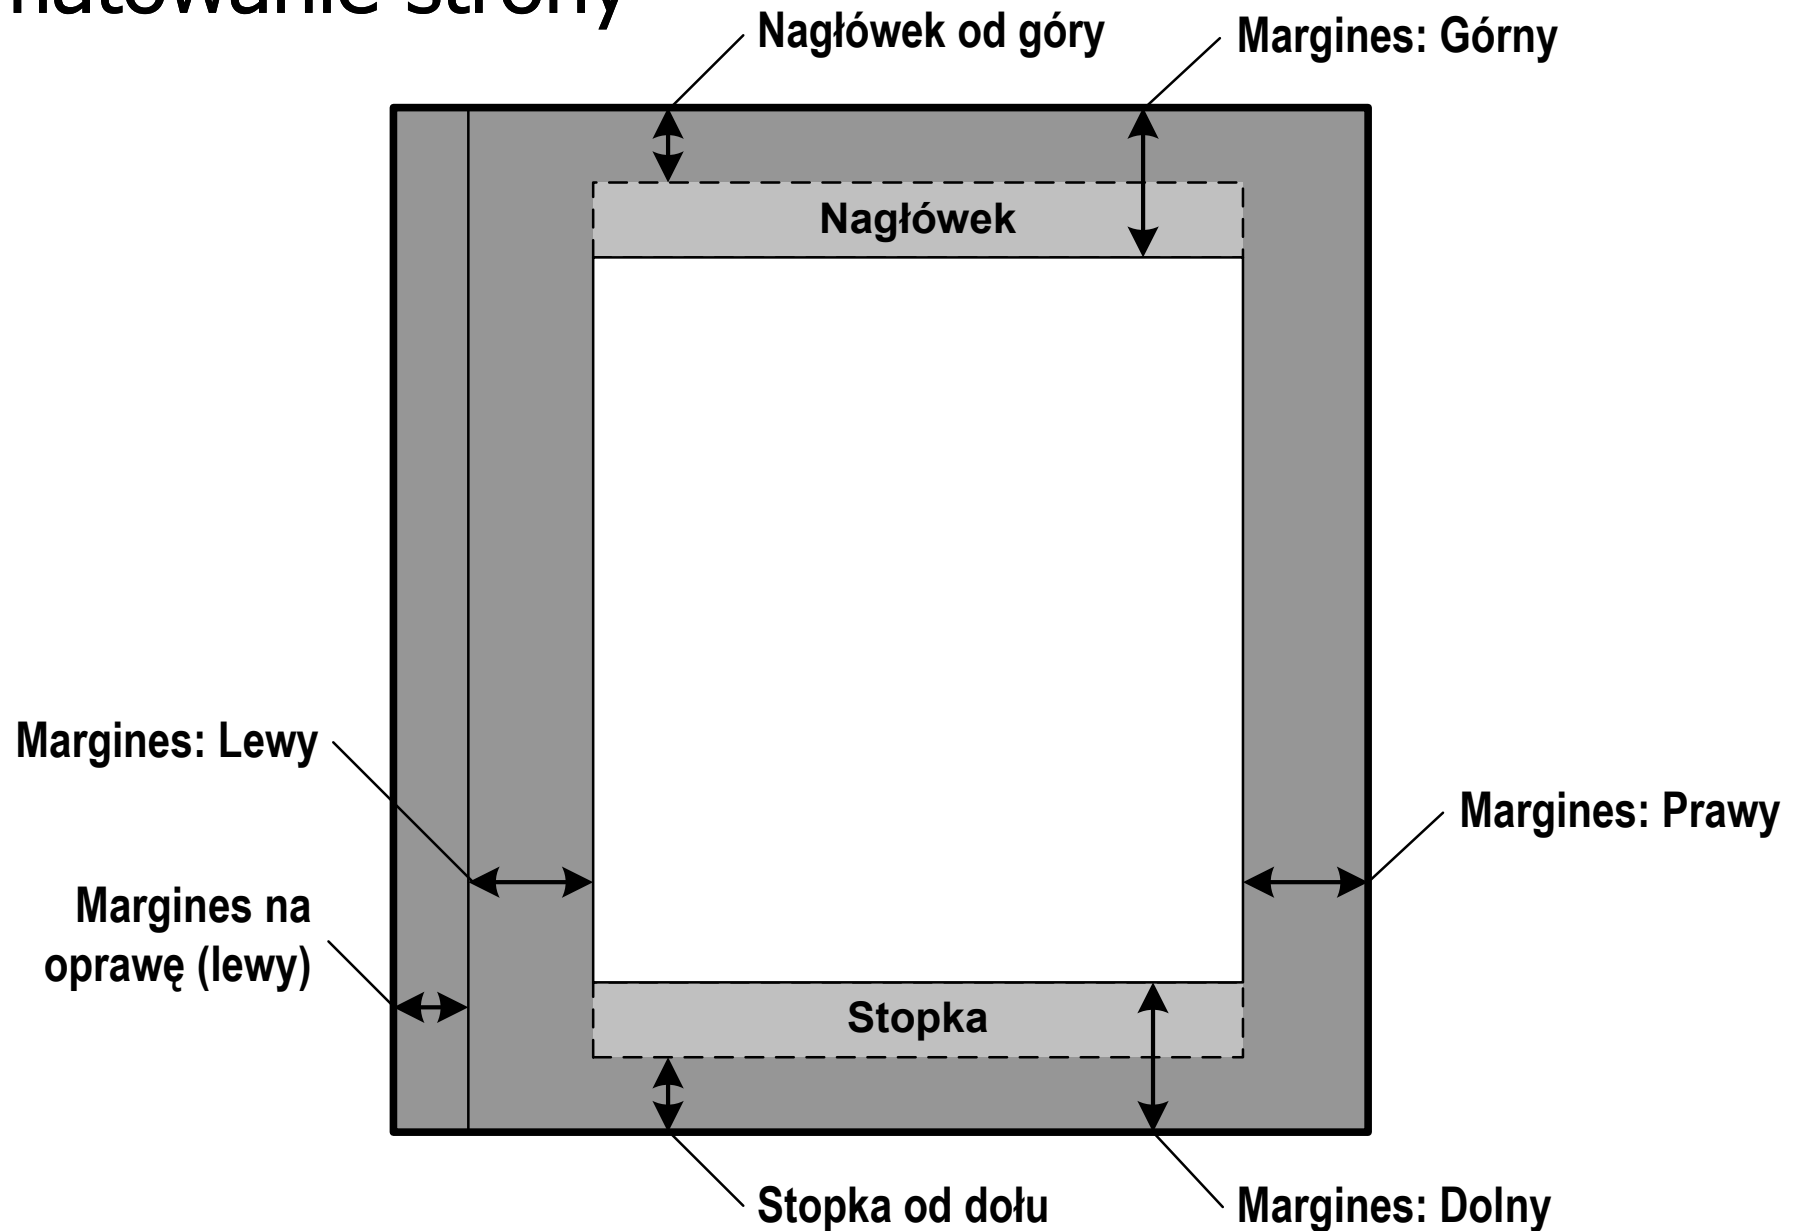 strony
Nagłówek od góry
Margines: Górny
Nagłówek
Margines: Lewy
Margines: Prawy
Margines na
oprawę (lewy)
Stopka
Stopka od dołu
Margines: Dolny